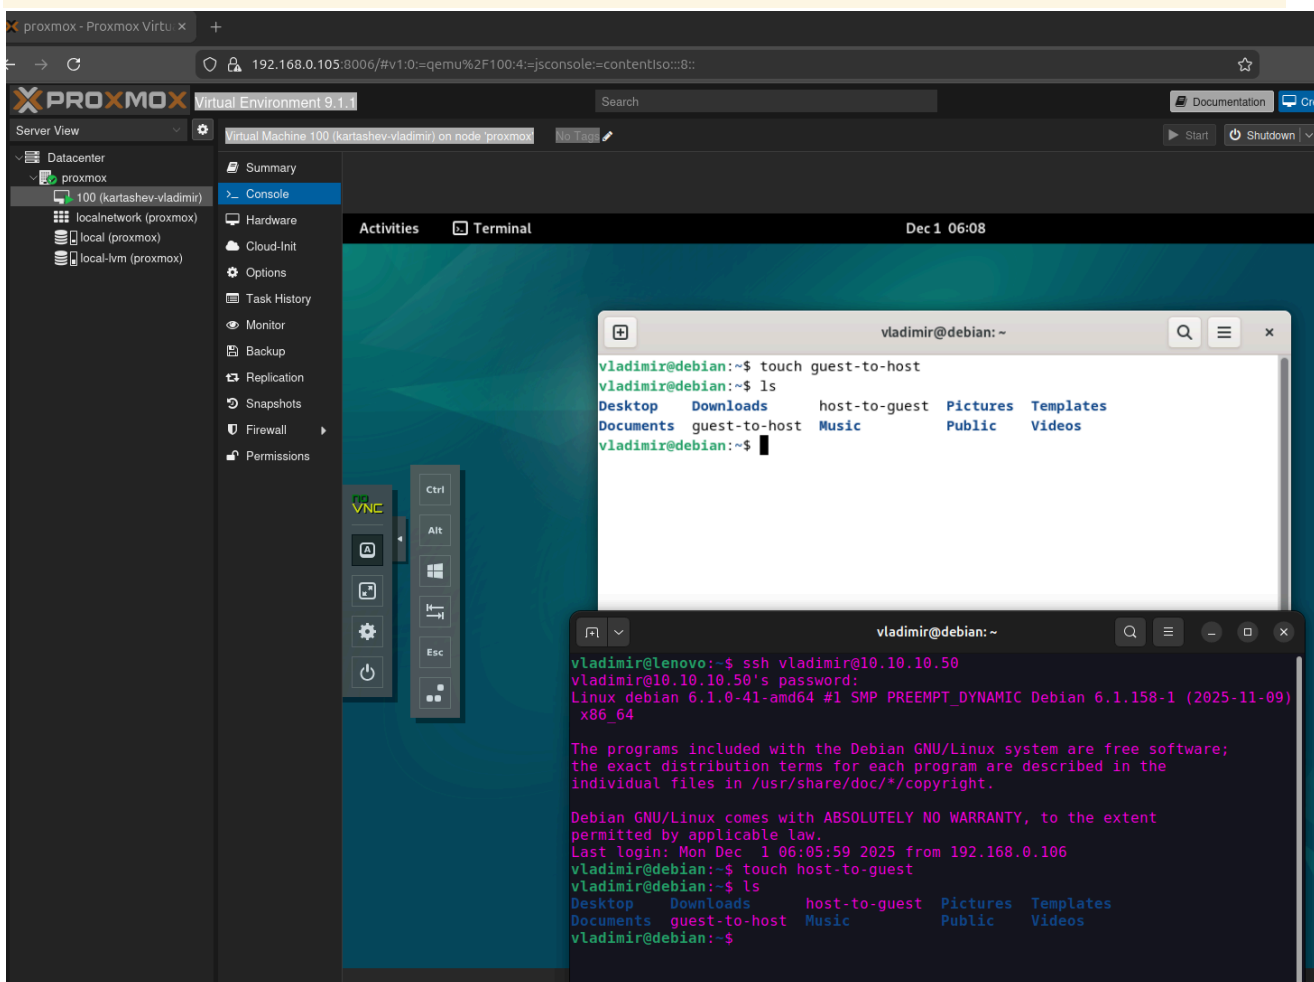 proxmox - Proxmox Virtu
192.168.0.105:8006/#v1:0:=qemu%2F100:4:=jsconsole:=contentIso:::8::
PROXMOX Virtual Environment 9.1.1
Search
Documentation
Server View
Virtual Machine 100 (kartashev-vladimir) on node 'proxmox'
No Tags
Start
Shutdown
Datacenter
proxmox
100 (kartashev-vladimir)
localnetwork (proxmox)
local (proxmox)
local-lvm (proxmox)
Summary
Console
Hardware
Cloud-Init
Options
Task History
Monitor
Backup
Replication
Snapshots
Firewall
Permissions
Activities
Terminal
Dec 1 06:08
noVNC
A
Ctrl
Alt
Esc
vladimir@debian: ~
vladimir@debian:~$ touch guest-to-host
vladimir@debian:~$ ls
Desktop Downloads host-to-guest Pictures Templates
Documents guest-to-host Music Public Videos
vladimir@debian:~$
vladimir@debian: ~
vladimir@lenovo:~$ ssh vladimir@10.10.10.50
vladimir@10.10.10.50's password:
Linux debian 6.1.0-41-amd64 #1 SMP PREEMPT_DYNAMIC Debian 6.1.158-1 (2025-11-09)
x86_64
The programs included with the Debian GNU/Linux system are free software;
the exact distribution terms for each program are described in the
individual files in /usr/share/doc/*/copyright.
Debian GNU/Linux comes with ABSOLUTELY NO WARRANTY, to the extent
permitted by applicable law.
Last login: Mon Dec  1 06:05:59 2025 from 192.168.0.106
vladimir@debian:~$ touch host-to-guest
vladimir@debian:~$ ls
Desktop Downloads host-to-guest Pictures Templates
Documents guest-to-host Music Public Videos
vladimir@debian:~$